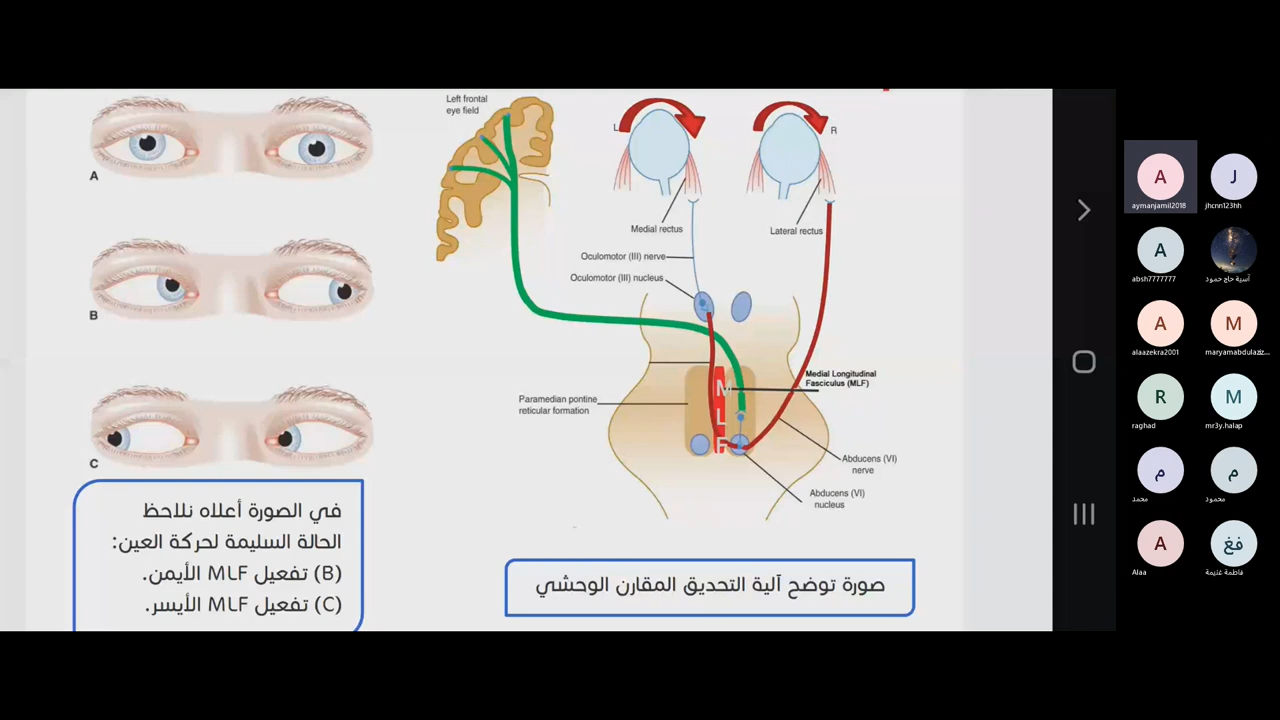 Left frontal
eye field
L
R
A
Medial rectus
Lateral rectus
Oculomotor (III) nerve
Oculomotor (III) nucleus
B
Medial Longitudinal
Fasciculus (MLF)
MLF
Paramedian pontine
reticular formation
Abducens (VI)
nerve
C
Abducens (VI)
nucleus
في الصورة أعلاه نلاحظ
الحالة السليمة لحركة العين:
(B) تفعيل MLF الأيمن.
(C) تفعيل MLF الأيسر.
صورة توضح آلية التحديق المقارن الوحشي
A
aymanjamil2018
J
jhcnn123hh
A
absh7777777
آسية حاج حمود
A
alaazekra2001
M
maryamabdulaziz...
R
raghad
M
mr3y.halap
م
محمد
م
محمود
A
Alaa
فغ
فاطمة غنيمة